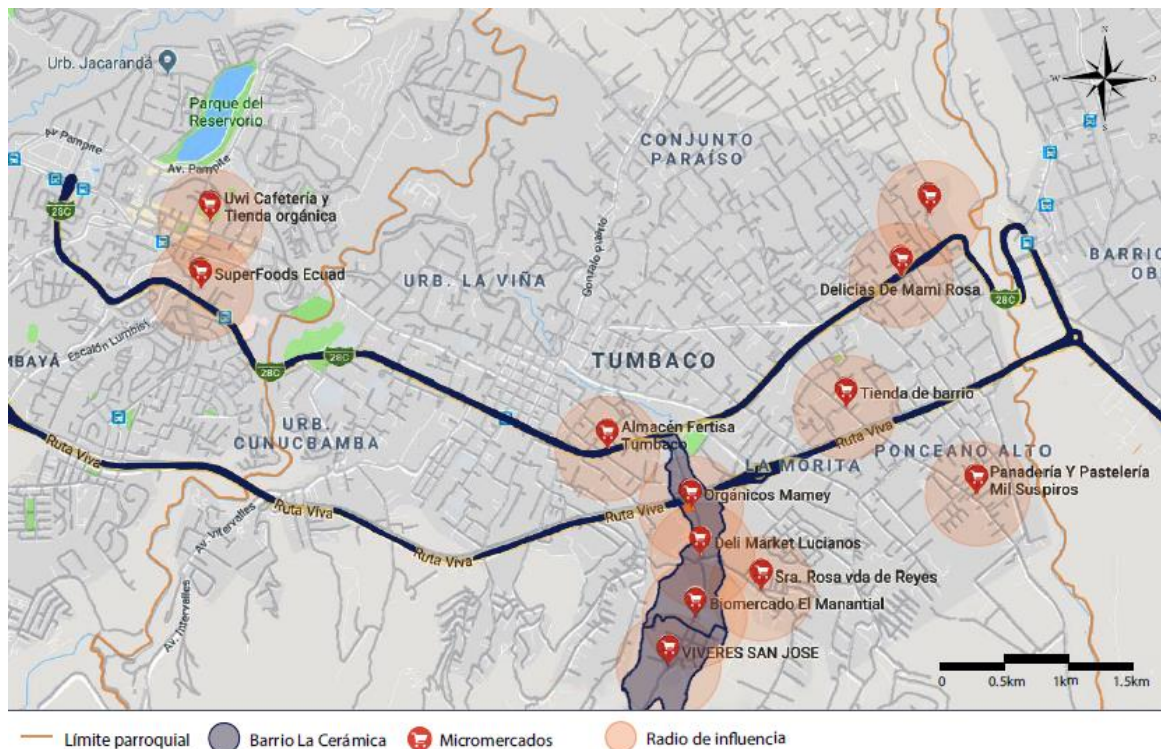 Urb. Jacarandá
Parque del
Reservorio
Av Pampite
Av. Pampite
28C
Uwi Cafetería y
Tienda orgánica
SuperFoods Ecuad
Escalón Lumbisí
MBAYÁ
28C
28C
URB. LA VIÑA
CONJUNTO
PARAÍSO
Gonzalo Pizarro
N
W
O
S
Delicias De Mami Rosa
28C
BARRIO
OB
TUMBACO
URB.
CUNUCBAMBA
Ruta Viva
Almacén Fertisa
Tumbaco
Tienda de barrio
Ruta Viva
PONCEANO ALTO
LA MORITA
Panadería Y Pastelería
Mil Suspiros
Orgánicos Mamey
Ruta Viva
Ruta Viva
Av. Intervalles
Ruta Viva
Deli Market Lucianos
Sra. Rosa vda de Reyes
Biomercado El Manantial
Av. Intervalles
VIVERES SAN JOSE
0 0.5km 1km 1.5km
Límite parroquial Barrio La Cerámica Micromercados Radio de influencia